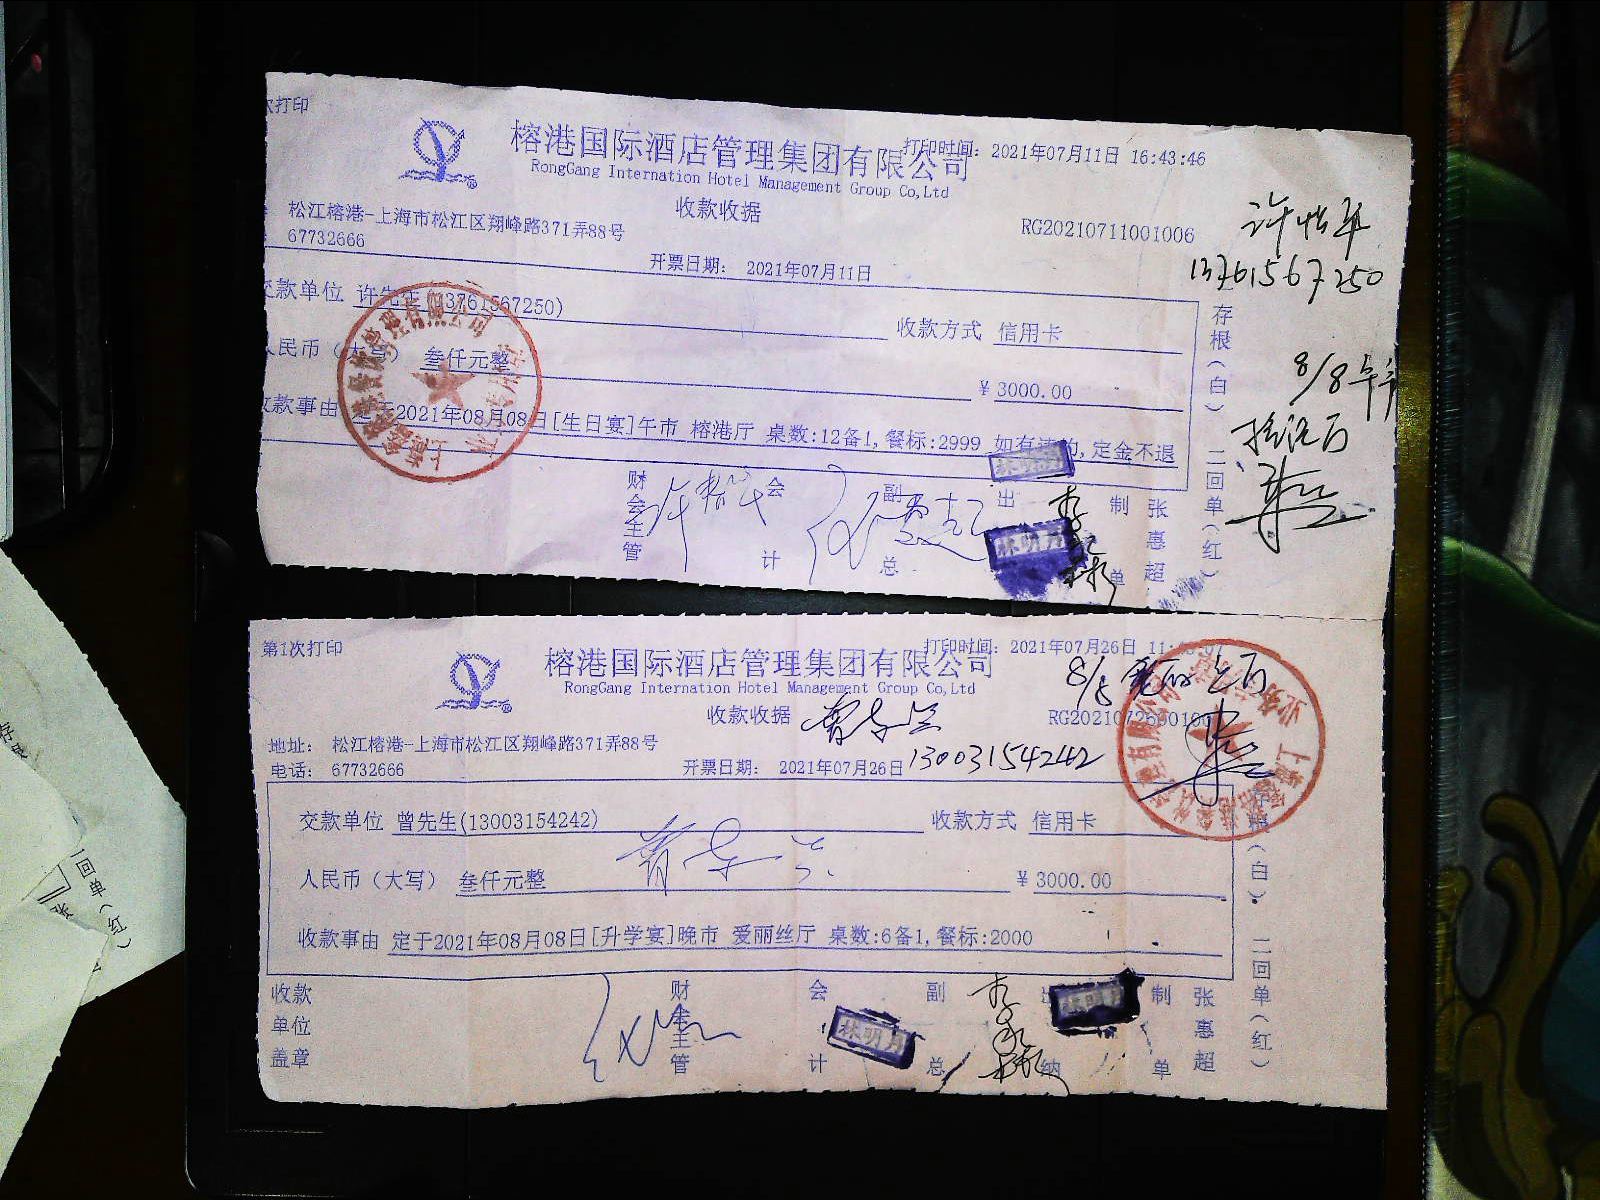 次打印
榕港国际酒店管理集团有限公司
打印时间: 2021年07月11日 16:43:46
RongGang Internation Hotel Management Group Co,Ltd
收款收据
松江榕港-上海市松江区翔峰路371弄88号
RG20210711001006
67732666
开票日期: 2021年07月11日
13761567250
交款单位 许先生(13761567250)
收款方式 信用卡
人民币（大写） 叁仟元整
¥ 3000.00
8/8
收款事由 定于2021年08月08日[生日宴]午市 榕港厅 桌数:12备1,餐标:2999 如有违约,定金不退
存根(白) 二回单(红)
财会主管 会计 副总 出 制单 张惠超
林明月
第1次打印
榕港国际酒店管理集团有限公司
打印时间: 2021年07月26日
RongGang Internation Hotel Management Group Co,Ltd
8/8
收款收据
地址: 松江榕港-上海市松江区翔峰路371弄88号
电话: 67732666
开票日期: 2021年07月26日
13003154242
交款单位 曾先生(13003154242)
收款方式 信用卡
人民币（大写） 叁仟元整
¥ 3000.00
收款事由 定于2021年08月08日[升学宴]晚市 爱丽丝厅 桌数:6备1,餐标:2000
(白) 二回单(红)
收款单位盖章 财会主管 会计 副总 出纳 制单 张惠超
林明月
回单(红)